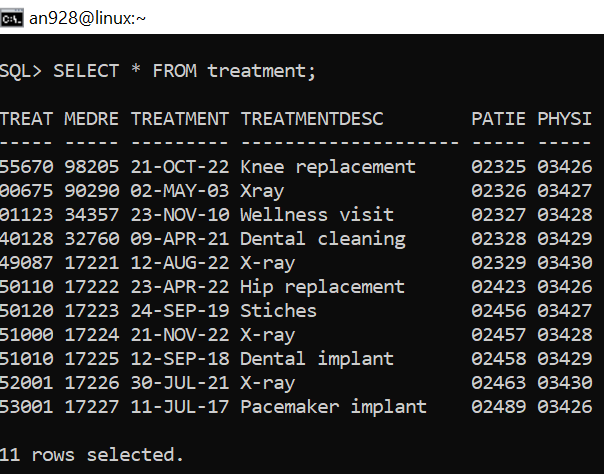 an928@linux:~
SQL> SELECT * FROM treatment;
TREAT MEDRE TREATMENT TREATMENTDESC        PATIE PHYSI
----- ----- --------- -------------------- ----- -----
55670 98205 21-OCT-22 Knee replacement     02325 03426
00675 90290 02-MAY-03 Xray                 02326 03427
01123 34357 23-NOV-10 Wellness visit       02327 03428
40128 32760 09-APR-21 Dental cleaning      02328 03429
49087 17221 12-AUG-22 X-ray                02329 03430
50110 17222 23-APR-22 Hip replacement      02423 03426
50120 17223 24-SEP-19 Stiches              02456 03427
51000 17224 21-NOV-22 X-ray                02457 03428
51010 17225 12-SEP-18 Dental implant       02458 03429
52001 17226 30-JUL-21 X-ray                02463 03430
53001 17227 11-JUL-17 Pacemaker implant    02489 03426
11 rows selected.